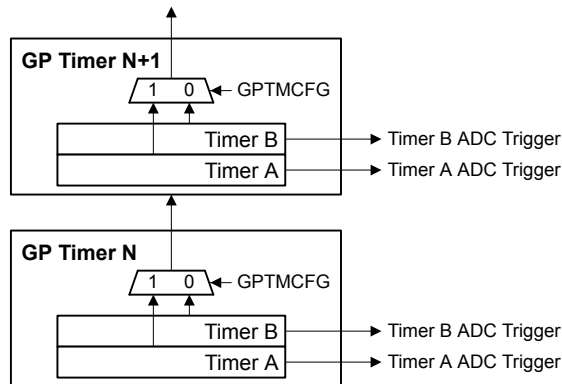 GP Timer N+1
1 0
GPTMCFG
Timer B
Timer B ADC Trigger
Timer A
Timer A ADC Trigger
GP Timer N
1 0
GPTMCFG
Timer B
Timer B ADC Trigger
Timer A
Timer A ADC Trigger